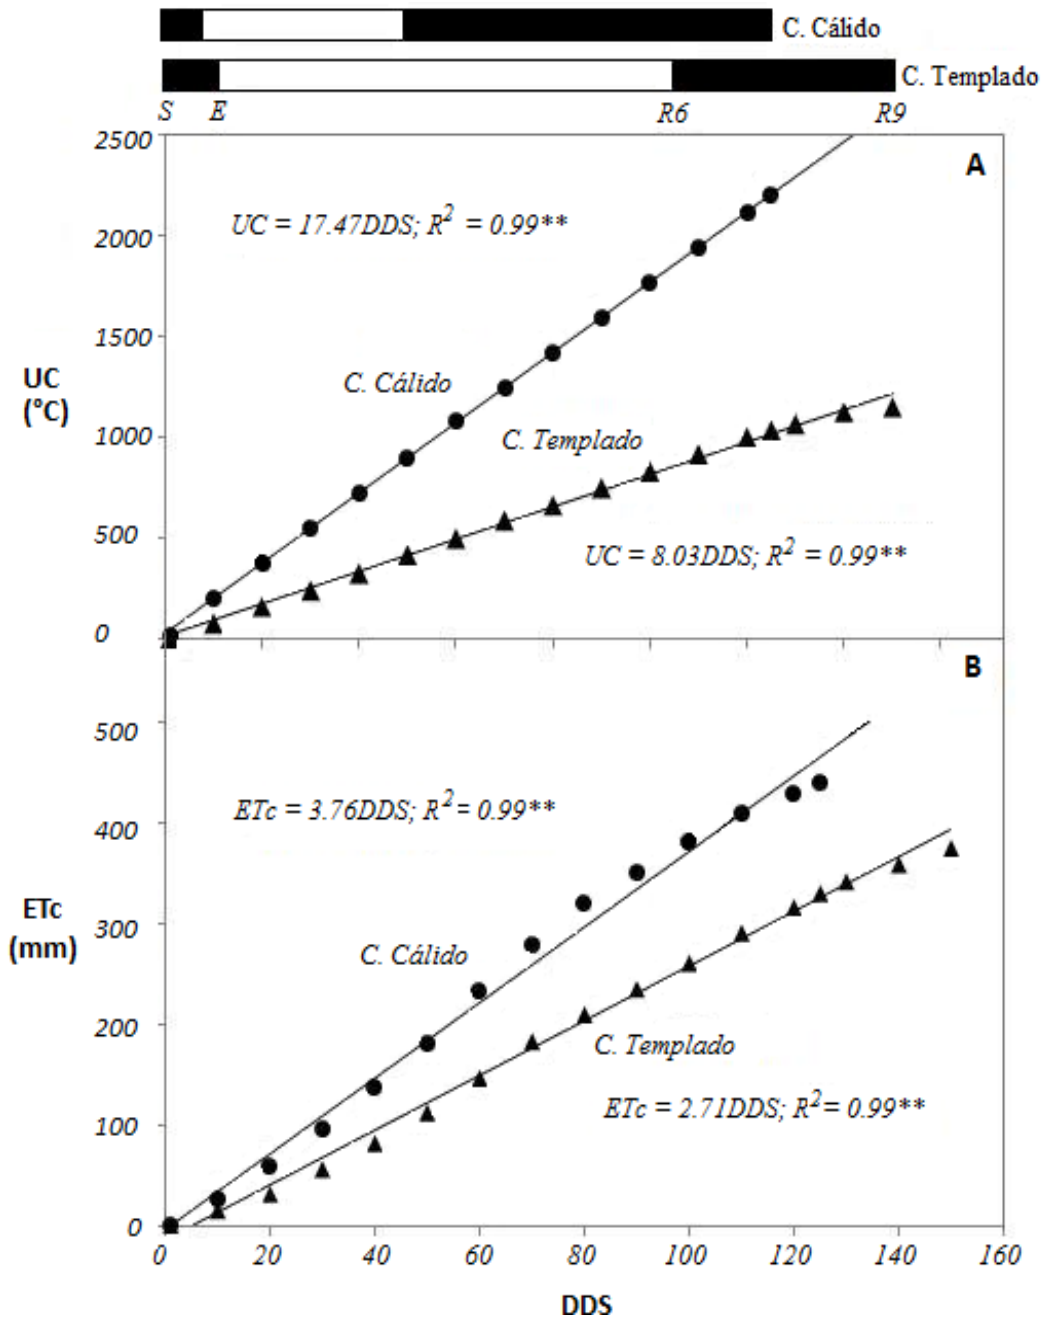 C. Cálido
C. Templado
S E R6 R9
2500
A
UC = 17.47DDS; R² = 0.99**
2000
1500
UC
(°C)
C. Cálido
1000
C. Templado
500
UC = 8.03DDS; R² = 0.99**
0
B
500
ETc = 3.76DDS; R² = 0.99**
400
ETc
(mm)
300
C. Cálido
200
C. Templado
ETc = 2.71DDS; R² = 0.99**
100
0
0 20 40 60 80 100 120 140 160
DDS